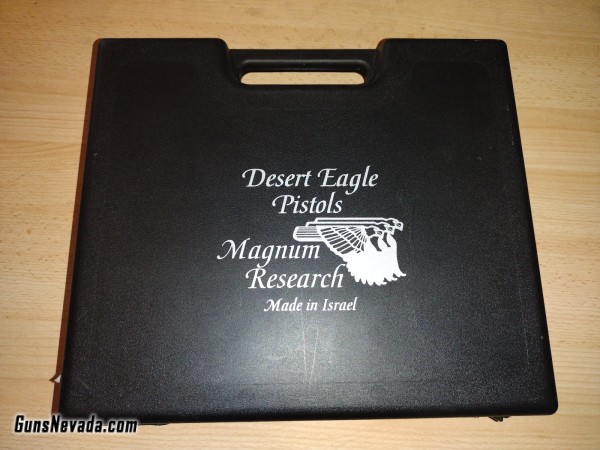 Desert Eagle
Pistols
Magnum
Research
Made in Israel
GunsNevada.com